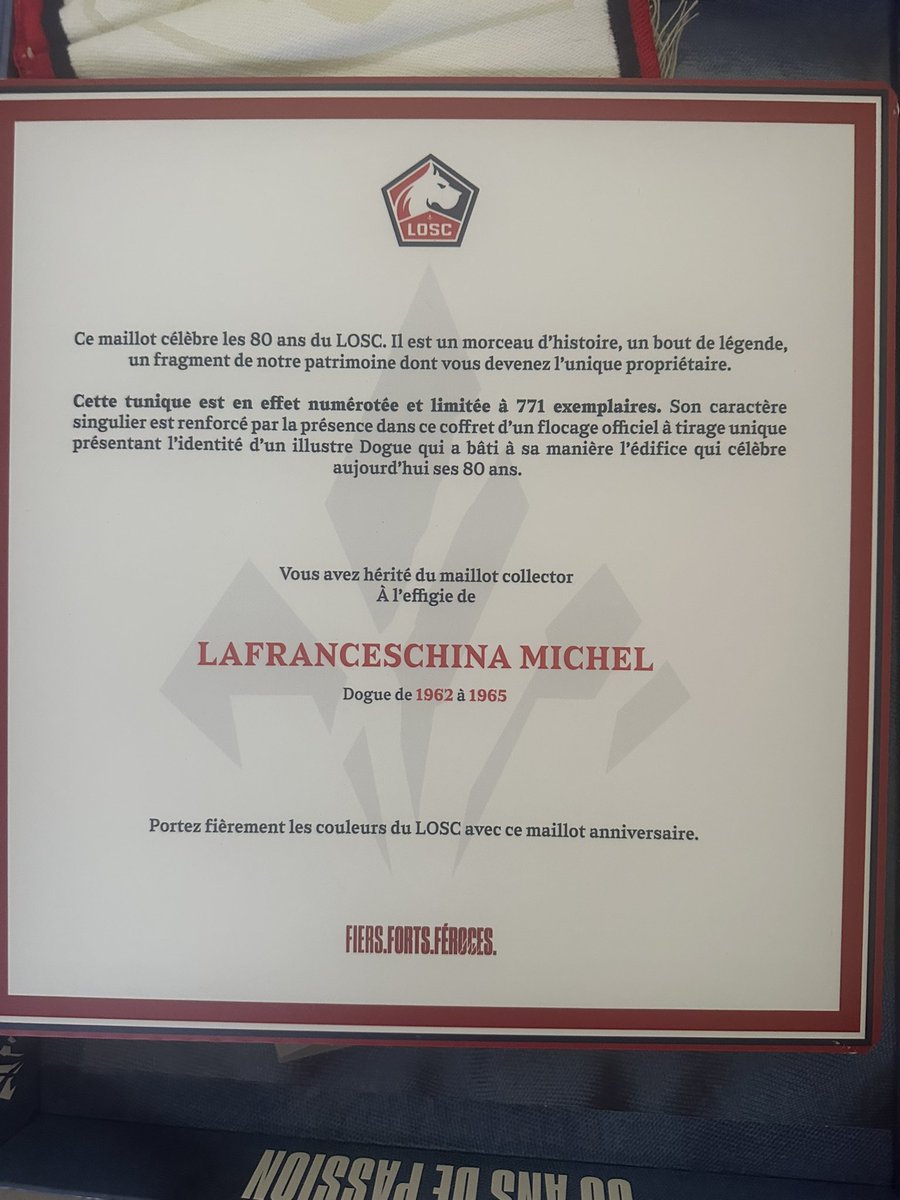 LOSC
Ce maillot célèbre les 80 ans du LOSC. Il est un morceau d'histoire, un bout de légende,
un fragment de notre patrimoine dont vous devenez l'unique propriétaire.
Cette tunique est en effet numérotée et limitée à 771 exemplaires. Son caractère
singulier est renforcé par la présence dans ce coffret d'un flocage officiel à tirage unique
présentant l'identité d'un illustre Dogue qui a bâti à sa manière l'édifice qui célèbre
aujourd'hui ses 80 ans.
Vous avez hérité du maillot collector
À l'effigie de
LAFRANCESCHINA MICHEL
Dogue de 1962 à 1965
Portez fièrement les couleurs du LOSC avec ce maillot anniversaire.
FIERS.FORTS.FÉROCES.
80 ANS DE PASSION